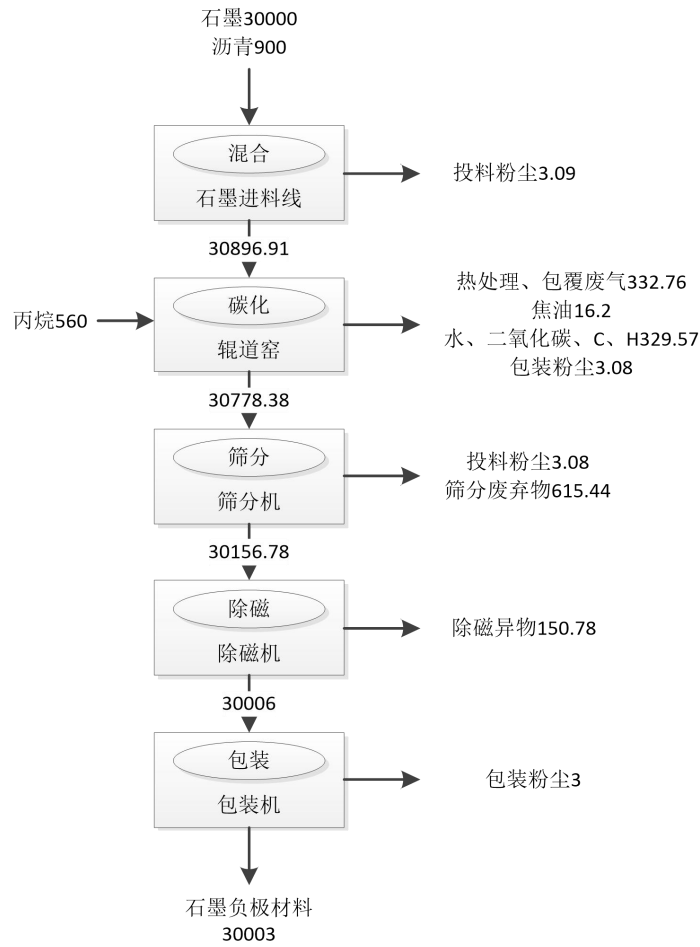 石墨30000
沥青900
混合
石墨进料线
投料粉尘3.09
30896.91
丙烷560
碳化
辊道窑
热处理、包覆废气332.76
焦油16.2
水、二氧化碳、C、H329.57
包装粉尘3.08
30778.38
筛分
筛分机
投料粉尘3.08
筛分废弃物615.44
30156.78
除磁
除磁机
除磁异物150.78
30006
包装
包装机
包装粉尘3
石墨负极材料
30003